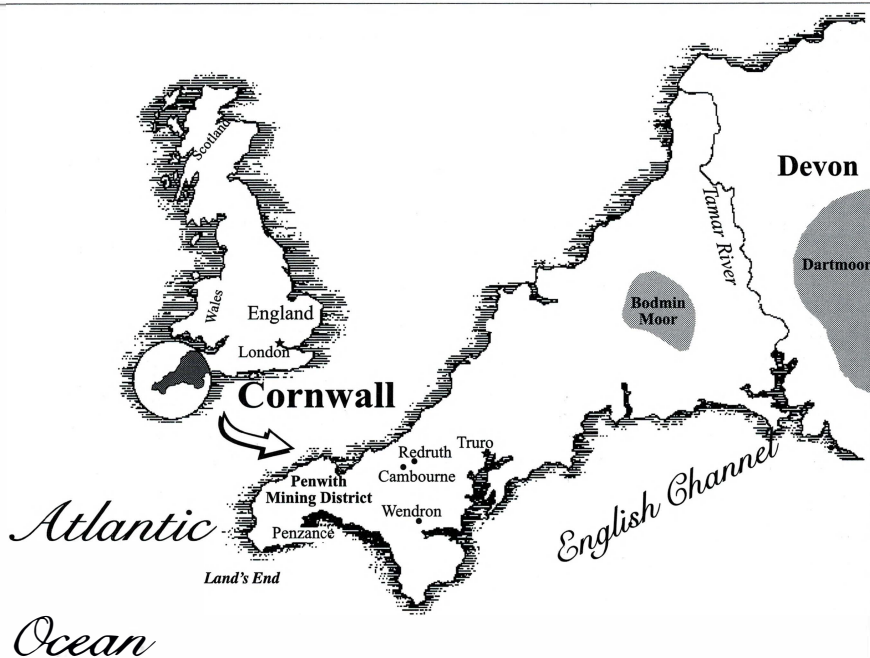 Scotland
Wales
England
London
Cornwall
Devon
Dartmoor
Tamar River
Bodmin
Moor
Truro
Redruth
Cambourne
Penwith
Mining District
Wendron
Penzance
Land's End
English Channel
Atlantic
Ocean